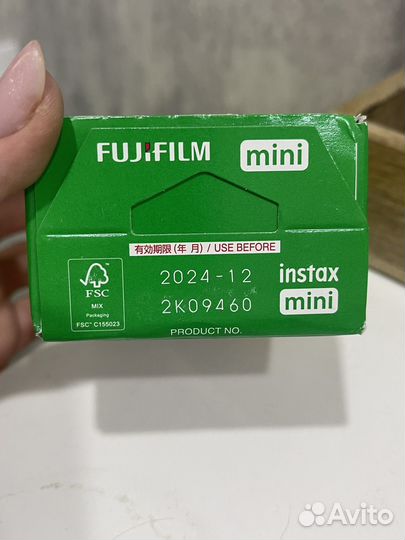 FUJIFILM mini
有効期限(年 月) / USE BEFORE
2024-12
2K09460
PRODUCT NO.
instax
mini
FSC
MIX
Packaging
FSC® C155023
Avito